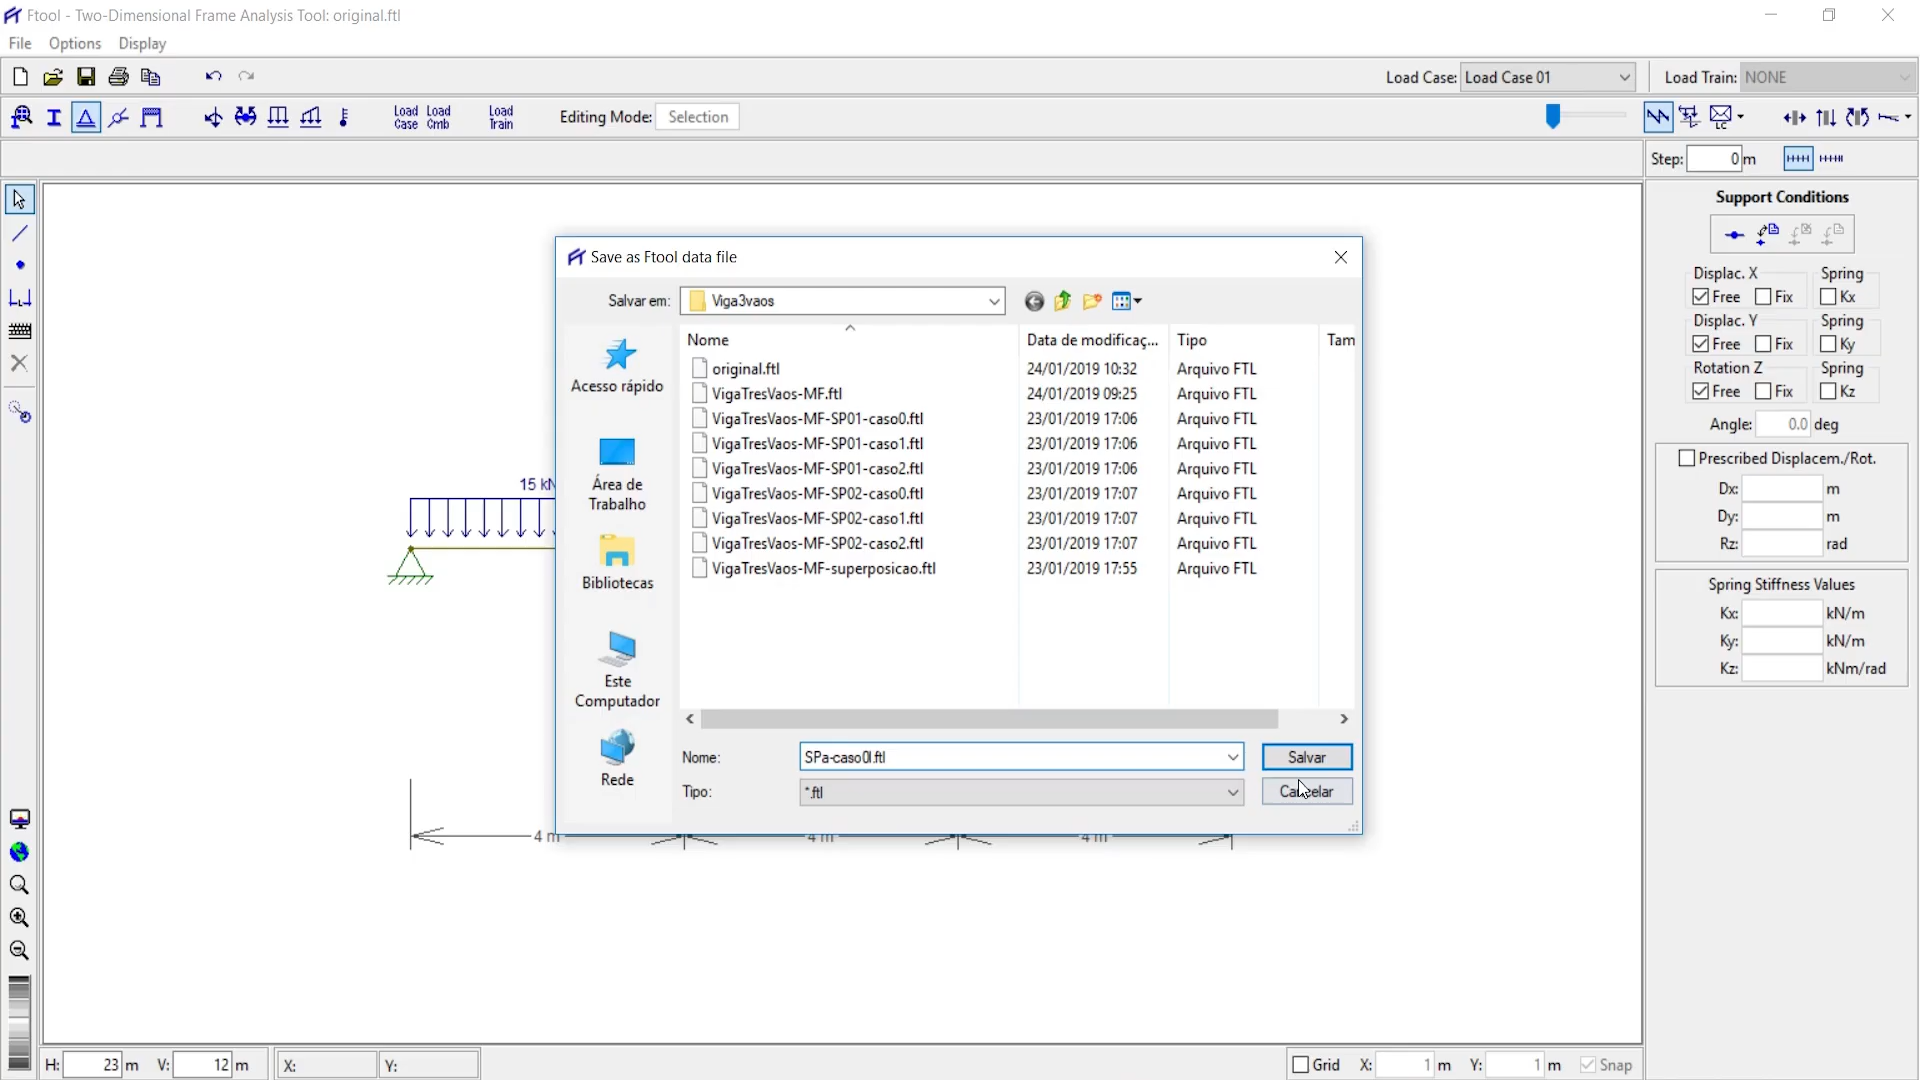 Ftool - Two-Dimensional Frame Analysis Tool: original.ftl
File Options Display
Load Case: Load Case 01 Load Train: NONE
Load Case Load Cmb Load Train Editing Mode: Selection LC
Step: 0 m
Support Conditions
Displac. X Spring
Free Fix Kx
Displac. Y Spring
Free Fix Ky
Rotation Z Spring
Free Fix Kz
Angle: 0.0 deg
Prescribed Displacem./Rot.
Dx: m
Dy: m
Rz: rad
Spring Stiffness Values
Kx: kN/m
Ky: kN/m
Kz: kNm/rad
15 kN
Save as Ftool data file
Salvar em: Viga3vaos
Acesso rápido
Área de Trabalho
Bibliotecas
Este Computador
Rede
Nome Data de modificaç... Tipo Tam
original.ftl 24/01/2019 10:32 Arquivo FTL
VigaTresVaos-MF.ftl 24/01/2019 09:25 Arquivo FTL
VigaTresVaos-MF-SP01-caso0.ftl 23/01/2019 17:06 Arquivo FTL
VigaTresVaos-MF-SP01-caso1.ftl 23/01/2019 17:06 Arquivo FTL
VigaTresVaos-MF-SP01-caso2.ftl 23/01/2019 17:06 Arquivo FTL
VigaTresVaos-MF-SP02-caso0.ftl 23/01/2019 17:07 Arquivo FTL
VigaTresVaos-MF-SP02-caso1.ftl 23/01/2019 17:07 Arquivo FTL
VigaTresVaos-MF-SP02-caso2.ftl 23/01/2019 17:07 Arquivo FTL
VigaTresVaos-MF-superposicao.ftl 23/01/2019 17:55 Arquivo FTL
Nome: SPa-caso0.ftl Salvar
Tipo: *.ftl Cancelar
4 m 4 m 4 m
H: 23 m V: 12 m X: Y: Grid X: 1 m Y: 1 m Snap